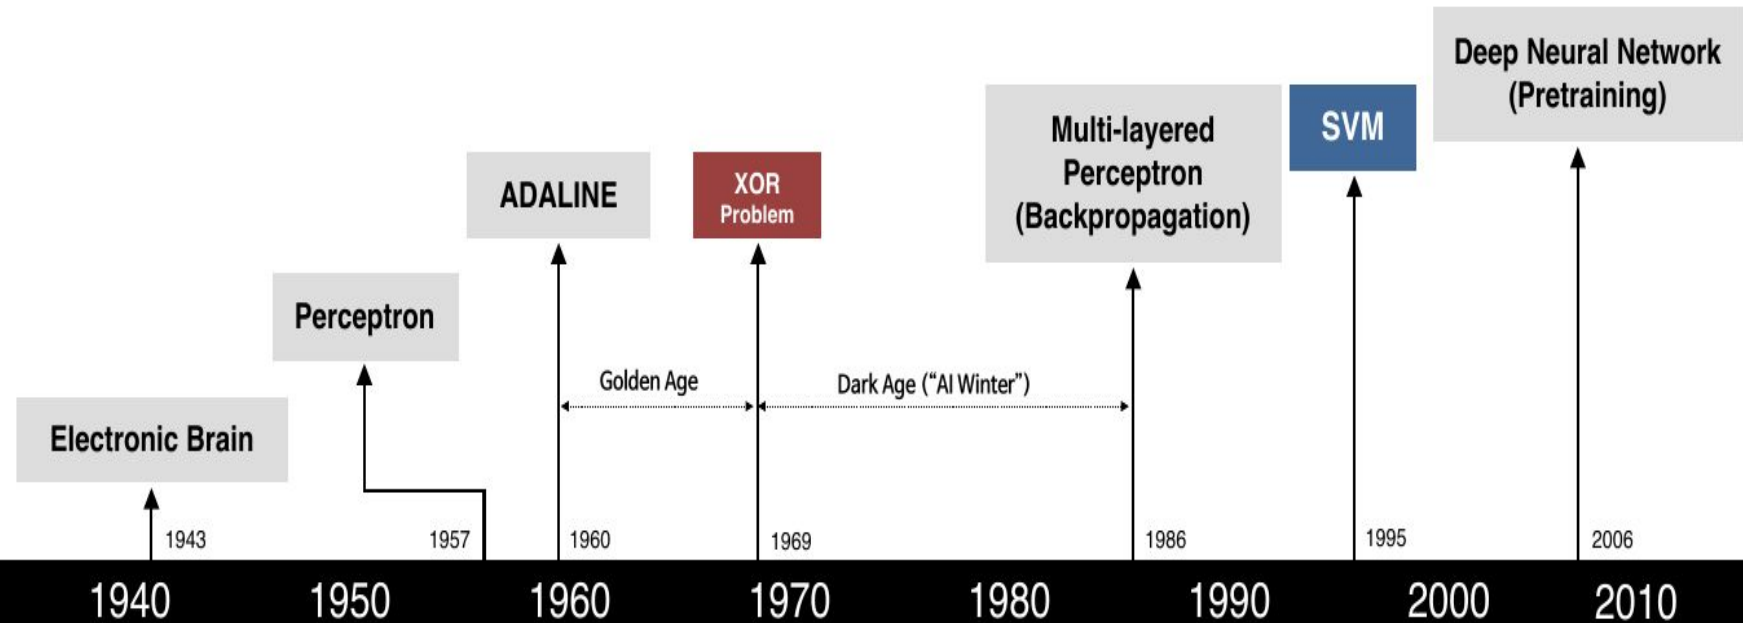 Deep Neural Network
(Pretraining)
Multi-layered
Perceptron
(Backpropagation)
SVM
ADALINE
XOR
Problem
Perceptron
Golden Age
Dark Age ("AI Winter")
Electronic Brain
1943
1957
1960
1969
1986
1995
2006
1940
1950
1960
1970
1980
1990
2000
2010